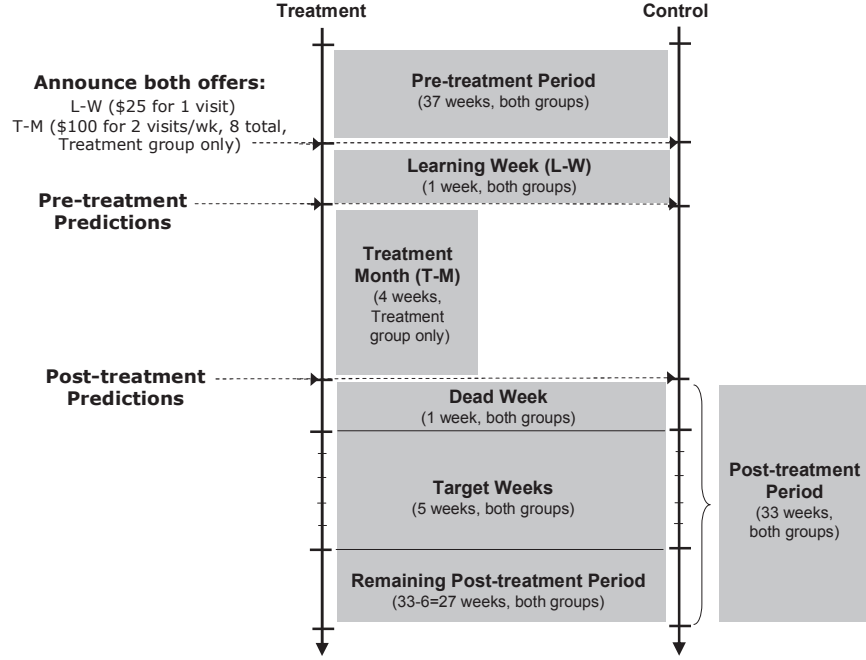 Treatment
Control
Announce both offers:
L-W ($25 for 1 visit)
T-M ($100 for 2 visits/wk, 8 total,
Treatment group only)
Pre-treatment Period
(37 weeks, both groups)
Learning Week (L-W)
(1 week, both groups)
Pre-treatment
Predictions
Treatment
Month (T-M)
(4 weeks,
Treatment
group only)
Post-treatment
Predictions
Dead Week
(1 week, both groups)
Target Weeks
(5 weeks, both groups)
Remaining Post-treatment Period
(33-6=27 weeks, both groups)
Post-treatment
Period
(33 weeks,
both groups)